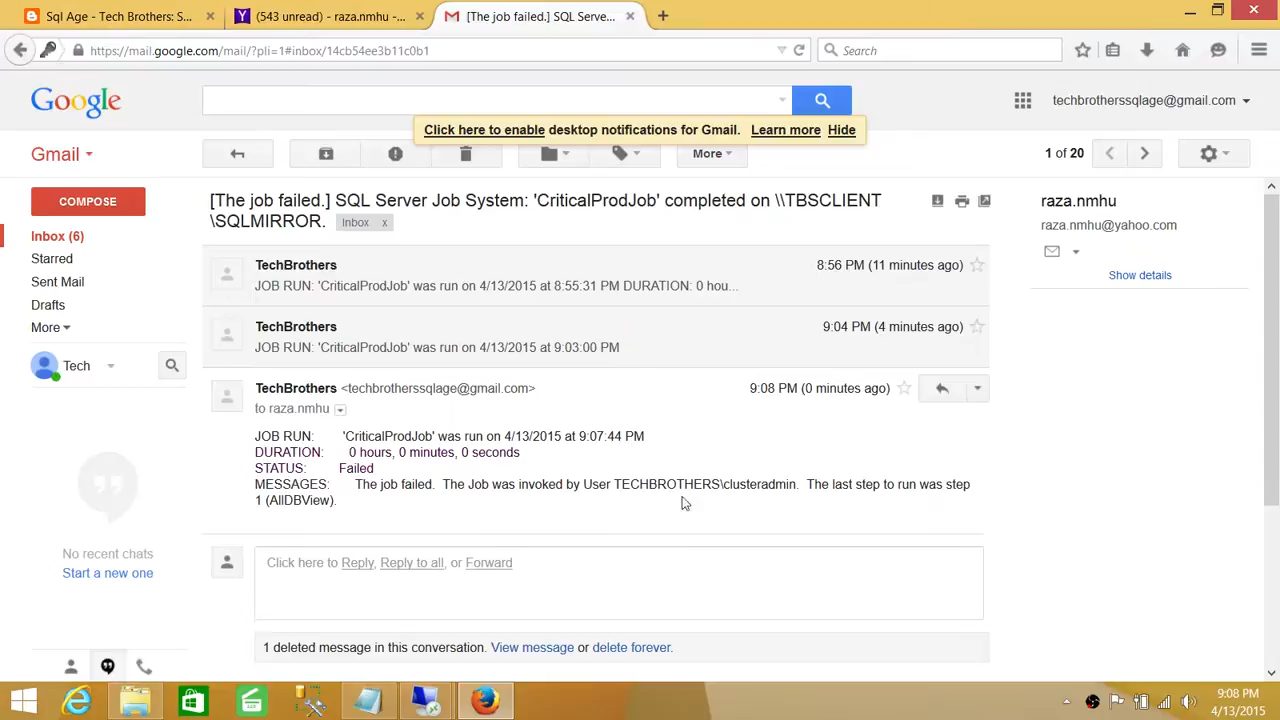 Sql Age - Tech Brothers: S...
(543 unread) - raza.nmhu -...
[The job failed.] SQL Serve...
https://mail.google.com/mail/?pli=1#inbox/14cb54ee3b11c0b1
Search
Google
techbrotherssqlage@gmail.com
Click here to enable desktop notifications for Gmail. Learn more Hide
Gmail
More
1 of 20
COMPOSE
[The job failed.] SQL Server Job System: 'CriticalProdJob' completed on \\TBSCLIENT
\SQLMIRROR. Inbox x
raza.nmhu
raza.nmhu@yahoo.com
Show details
Inbox (6)
Starred
Sent Mail
Drafts
More
Tech
TechBrothers 8:56 PM (11 minutes ago)
JOB RUN: 'CriticalProdJob' was run on 4/13/2015 at 8:55:31 PM DURATION: 0 hou...
TechBrothers 9:04 PM (4 minutes ago)
JOB RUN: 'CriticalProdJob' was run on 4/13/2015 at 9:03:00 PM
TechBrothers <techbrotherssqlage@gmail.com> 9:08 PM (0 minutes ago)
to raza.nmhu
JOB RUN: 'CriticalProdJob' was run on 4/13/2015 at 9:07:44 PM
DURATION: 0 hours, 0 minutes, 0 seconds
STATUS: Failed
MESSAGES: The job failed. The Job was invoked by User TECHBROTHERS\clusteradmin. The last step to run was step
1 (AllDBView).
No recent chats
Start a new one
Click here to Reply, Reply to all, or Forward
1 deleted message in this conversation. View message or delete forever.
9:08 PM
4/13/2015